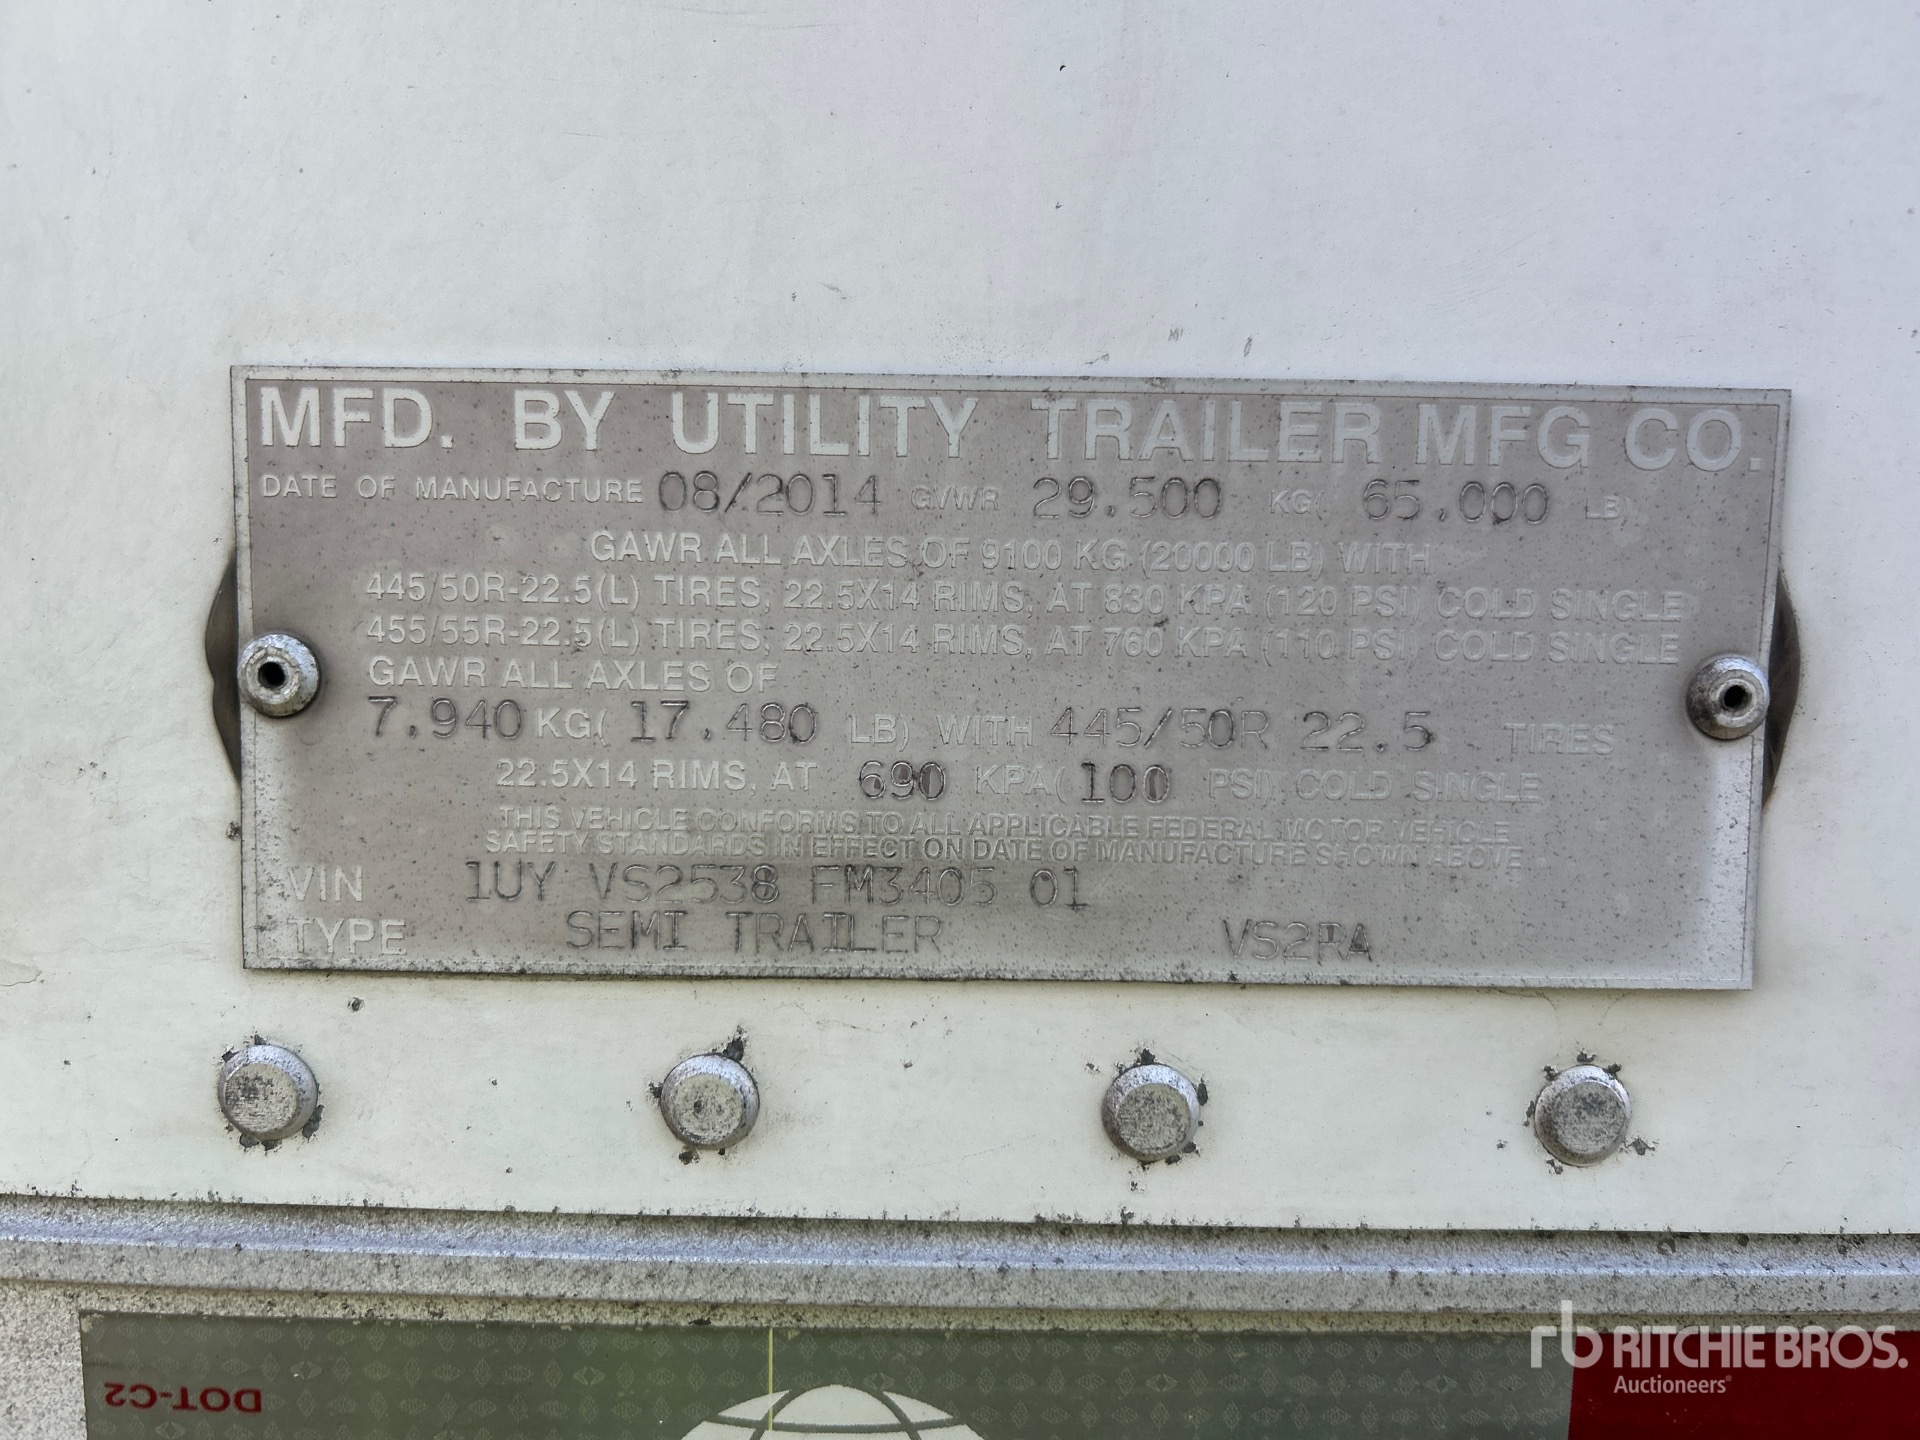 MFD. BY UTILITY TRAILER MFG CO.
DATE OF MANUFACTURE 08/2014 GVWR 29.500 KG( 65.000 LB)
GAWR ALL AXLES OF 9100 KG (20000 LB) WITH
445/50R-22.5(L) TIRES, 22.5X14 RIMS, AT 830 KPA (120 PSI) COLD SINGLE
455/55R-22.5(L) TIRES, 22.5X14 RIMS, AT 760 KPA (110 PSI) COLD SINGLE
GAWR ALL AXLES OF
7.940 KG( 17.480 LB) WITH 445/50R 22.5 TIRES
22.5X14 RIMS, AT 690 KPA( 100 PSI) COLD SINGLE
THIS VEHICLE CONFORMS TO ALL APPLICABLE FEDERAL MOTOR VEHICLE
SAFETY STANDARDS IN EFFECT ON DATE OF MANUFACTURE SHOWN ABOVE
VIN 1UY VS2538 FM3405 01
TYPE SEMI TRAILER VS2RA
DOT-C2
rb RITCHIE BROS.
Auctioneers®